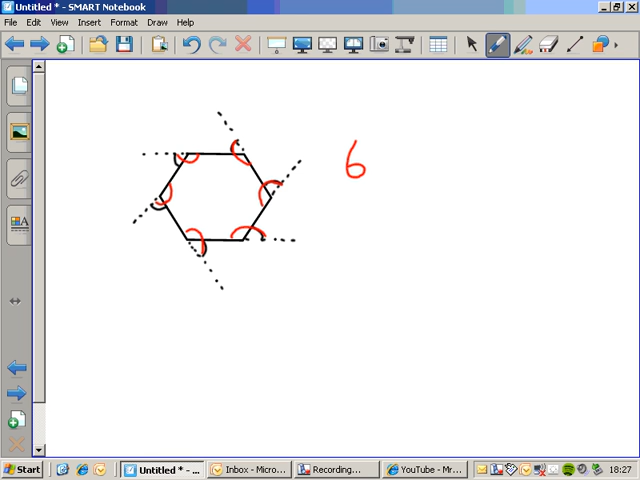 Untitled * - SMART Notebook
File Edit View Insert Format Draw Help
6
Start
Untitled * - ...
Inbox - Micro...
Recording...
YouTube - Mr...
18:27